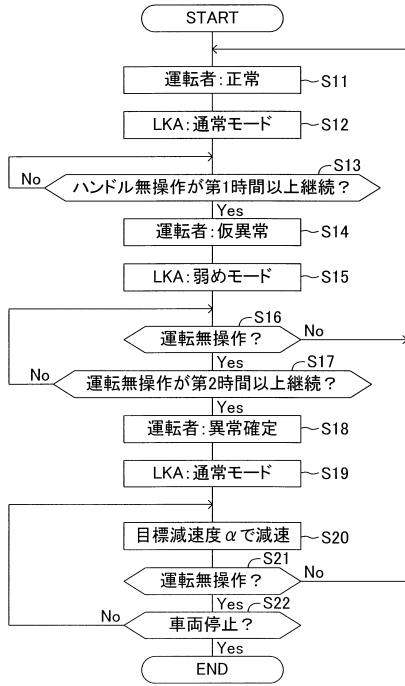 START
運転者:正常
S11
LKA:通常モード
S12
S13
No
ハンドル無操作が第1時間以上継続?
Yes
運転者:仮異常
S14
LKA:弱めモード
S15
S16
運転無操作?
No
Yes
S17
No
運転無操作が第2時間以上継続?
Yes
運転者:異常確定
S18
LKA:通常モード
S19
目標減速度αで減速
S20
S21
運転無操作?
No
Yes
S22
No
車両停止?
Yes
END